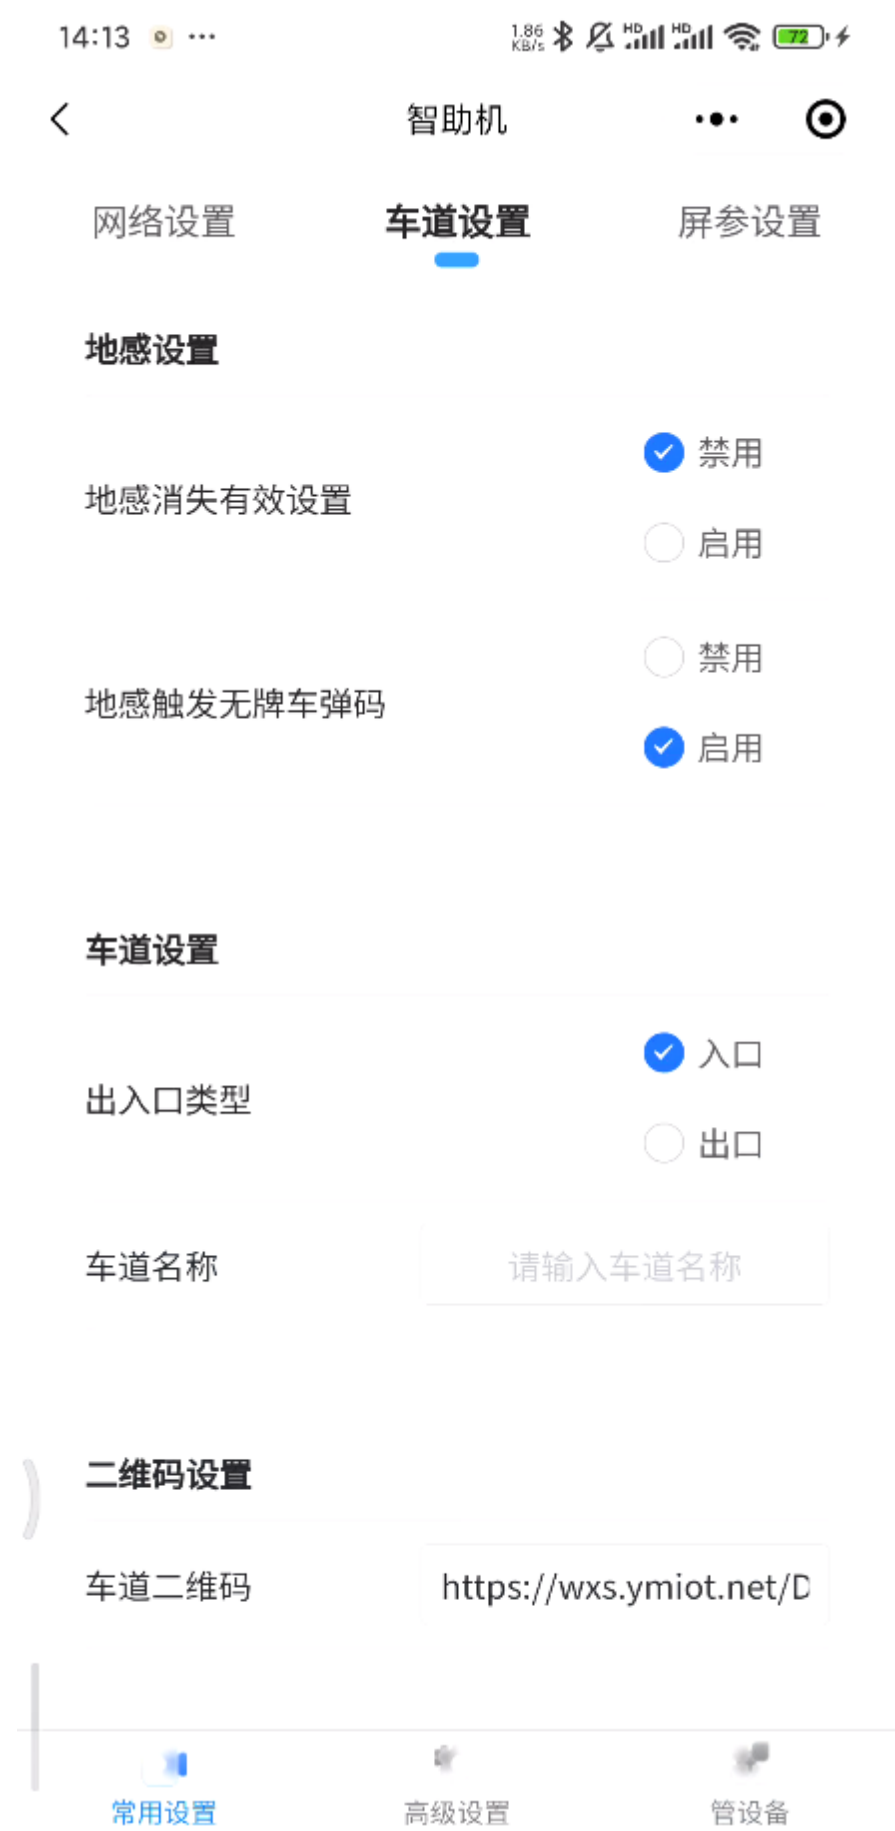 14:13 ···
1.86 KB/s HD HD 72
智助机
网络设置 车道设置 屏参设置
地感设置
禁用
地感消失有效设置
启用
禁用
地感触发无牌车弹码
启用
车道设置
入口
出入口类型
出口
车道名称 请输入车道名称
二维码设置
车道二维码 https://wxs.ymiot.net/D
常用设置 高级设置 管设备